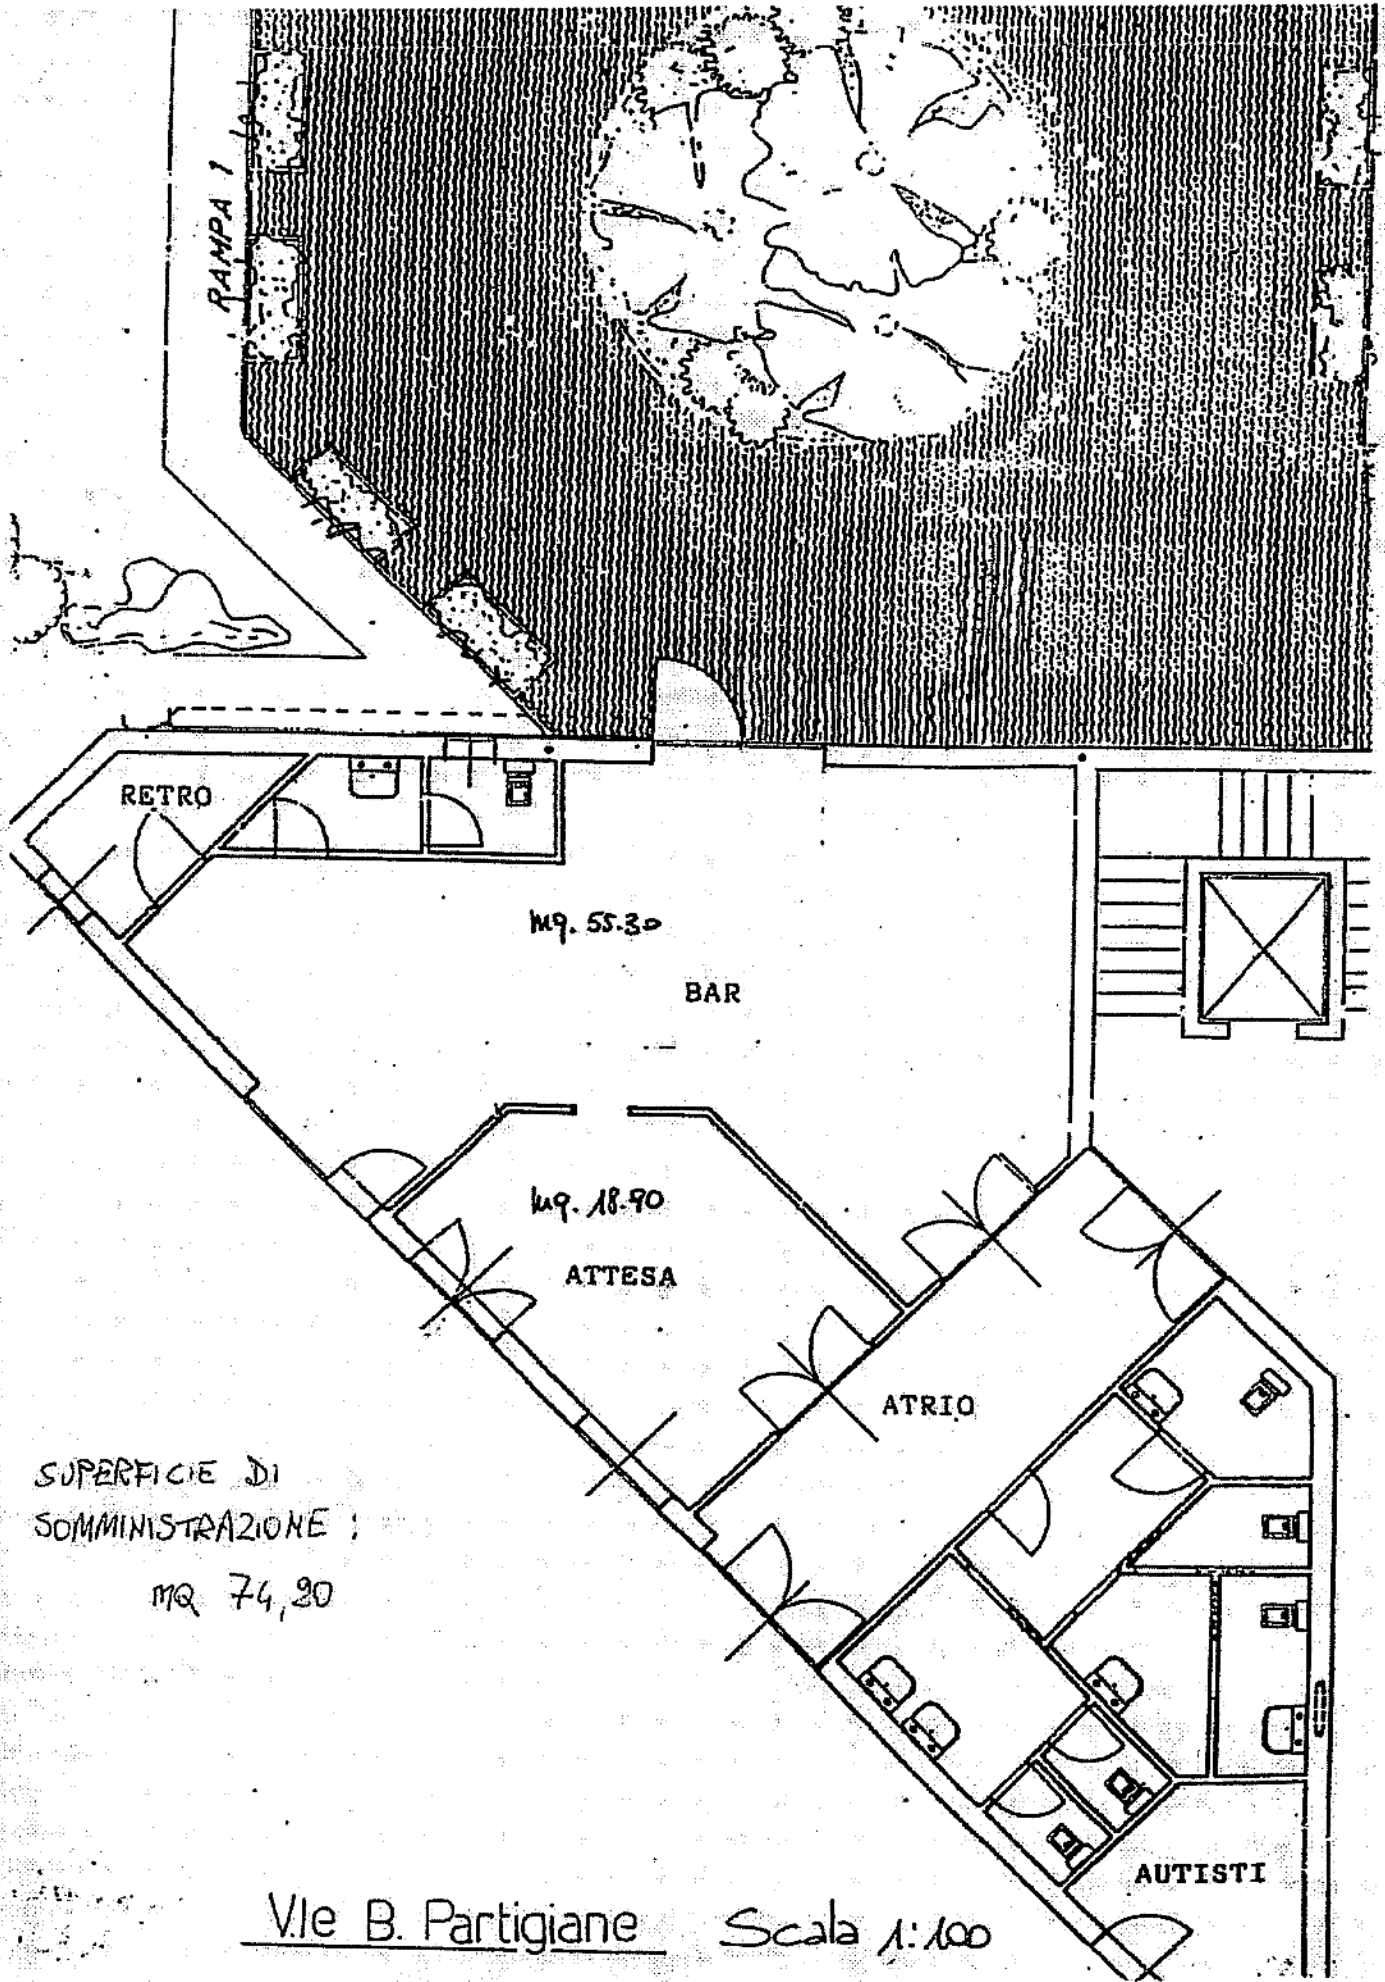 RAMPA 1
RETRO
mq. 55.30
BAR
mq. 18.90
ATTESA
ATRIO
SUPERFICIE DI
SOMMINISTRAZIONE :
MQ 74,20
AUTISTI
V.le B. Partigiane Scala 1:100